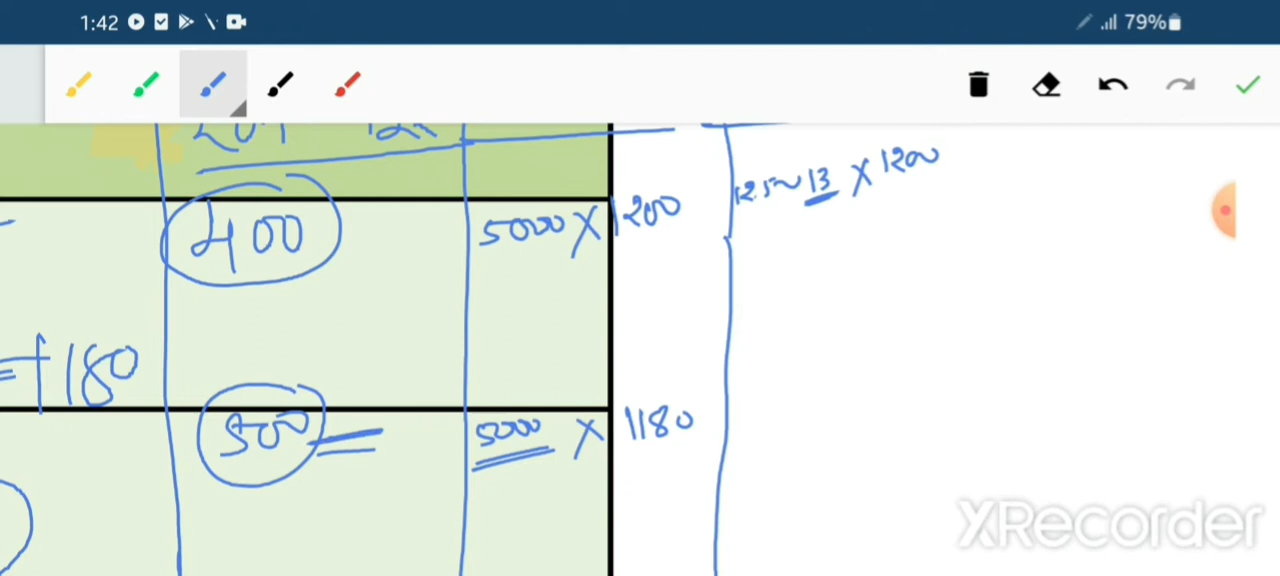 1:42 79%
12.5~ 13 X 1200
400 5000 X 1200
=+180
500 = 5000 X 1180
XRecorder